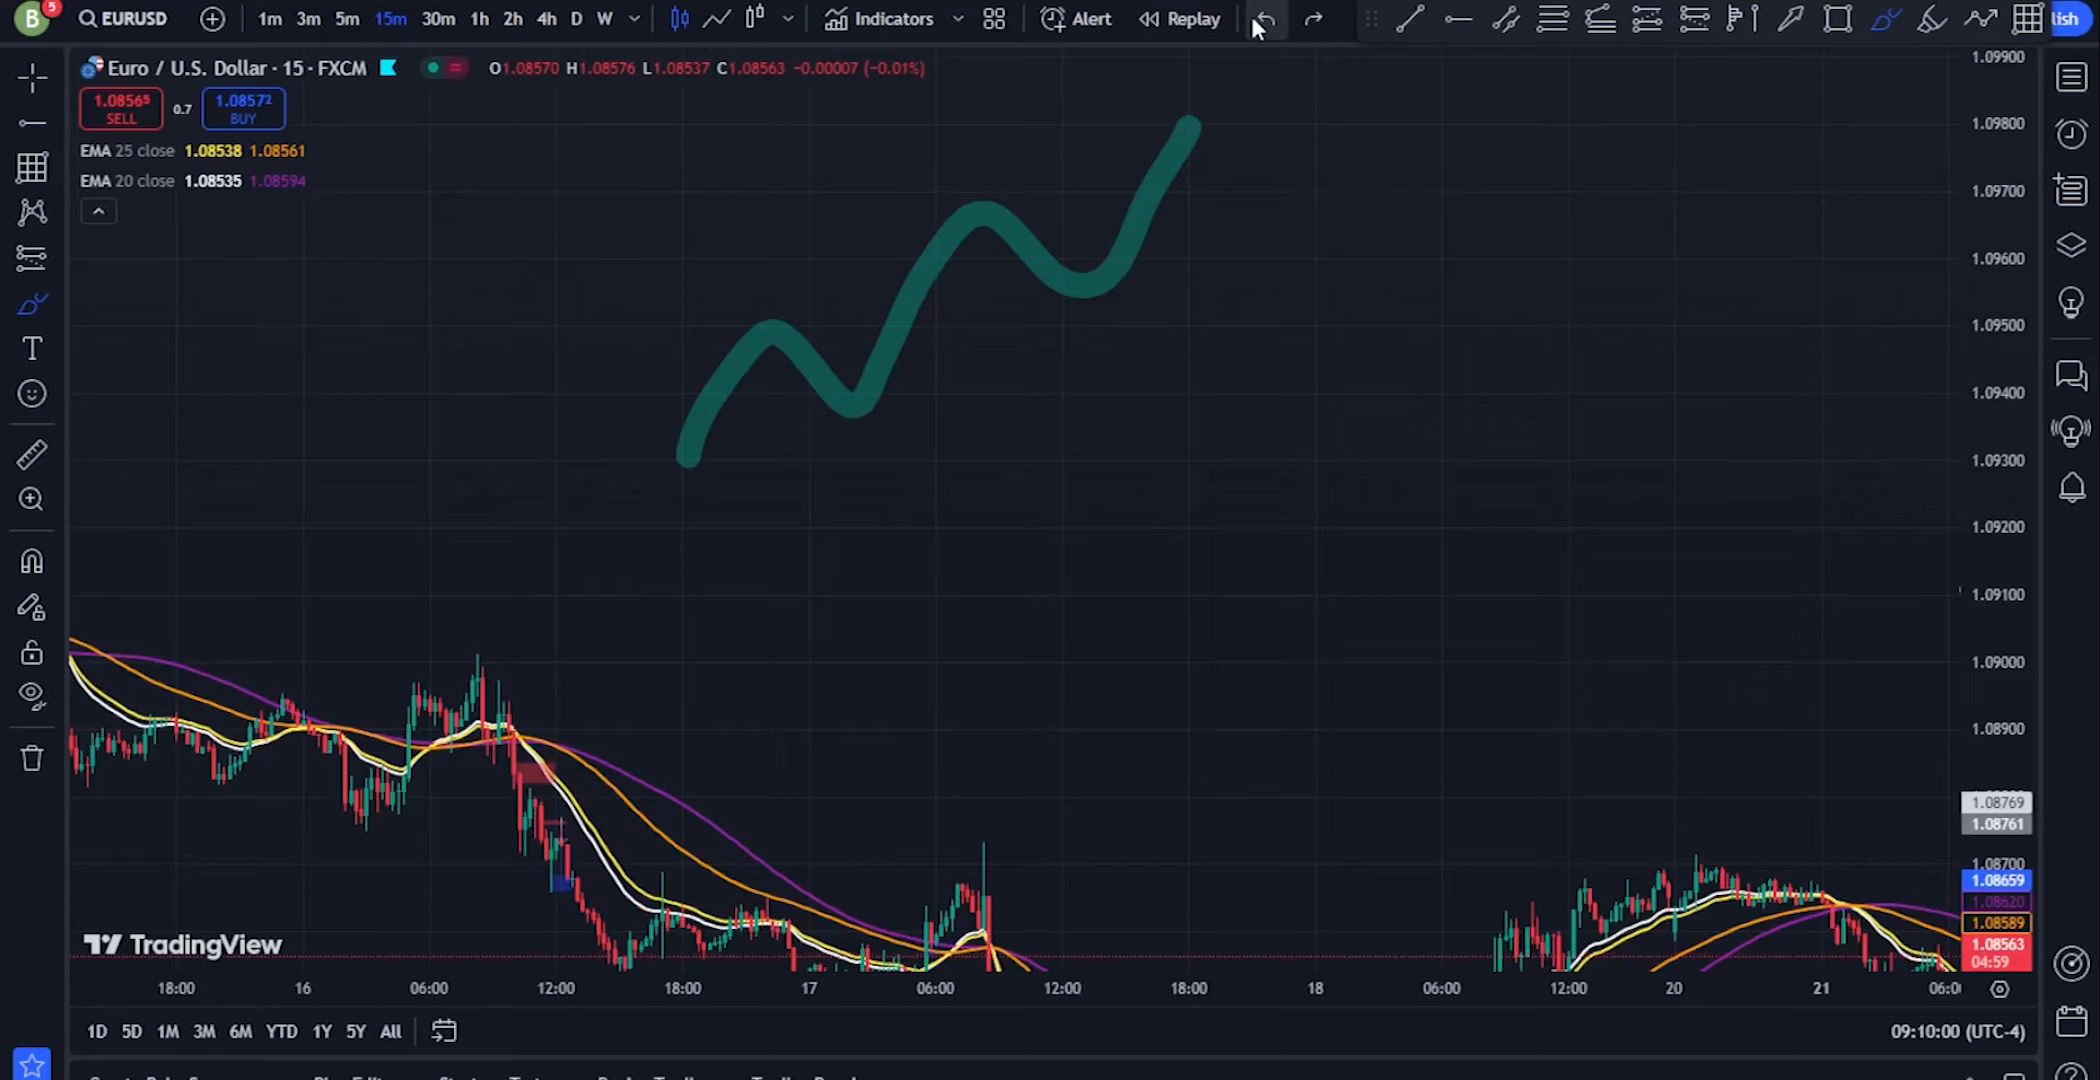 B 5 EURUSD 1m 3m 5m 15m 30m 1h 2h 4h D W Indicators Alert Replay lish
Euro / U.S. Dollar · 15 · FXCM O1.08570 H1.08576 L1.08537 C1.08563 -0.00007 (-0.01%)
1.08565 SELL 0.7 1.08572 BUY
EMA 25 close 1.08538 1.08561
EMA 20 close 1.08535 1.08594
1.09900
1.09800
1.09700
1.09600
1.09500
1.09400
1.09300
1.09200
1.09100
1.09000
1.08900
1.08769
1.08761
1.08700
1.08659
1.08620
1.08589
1.08563
04:59
TradingView
18:00 16 06:00 12:00 18:00 17 06:00 12:00 18:00 18 06:00 12:00 20 21 06:0
1D 5D 1M 3M 6M YTD 1Y 5Y All 09:10:00 (UTC-4)